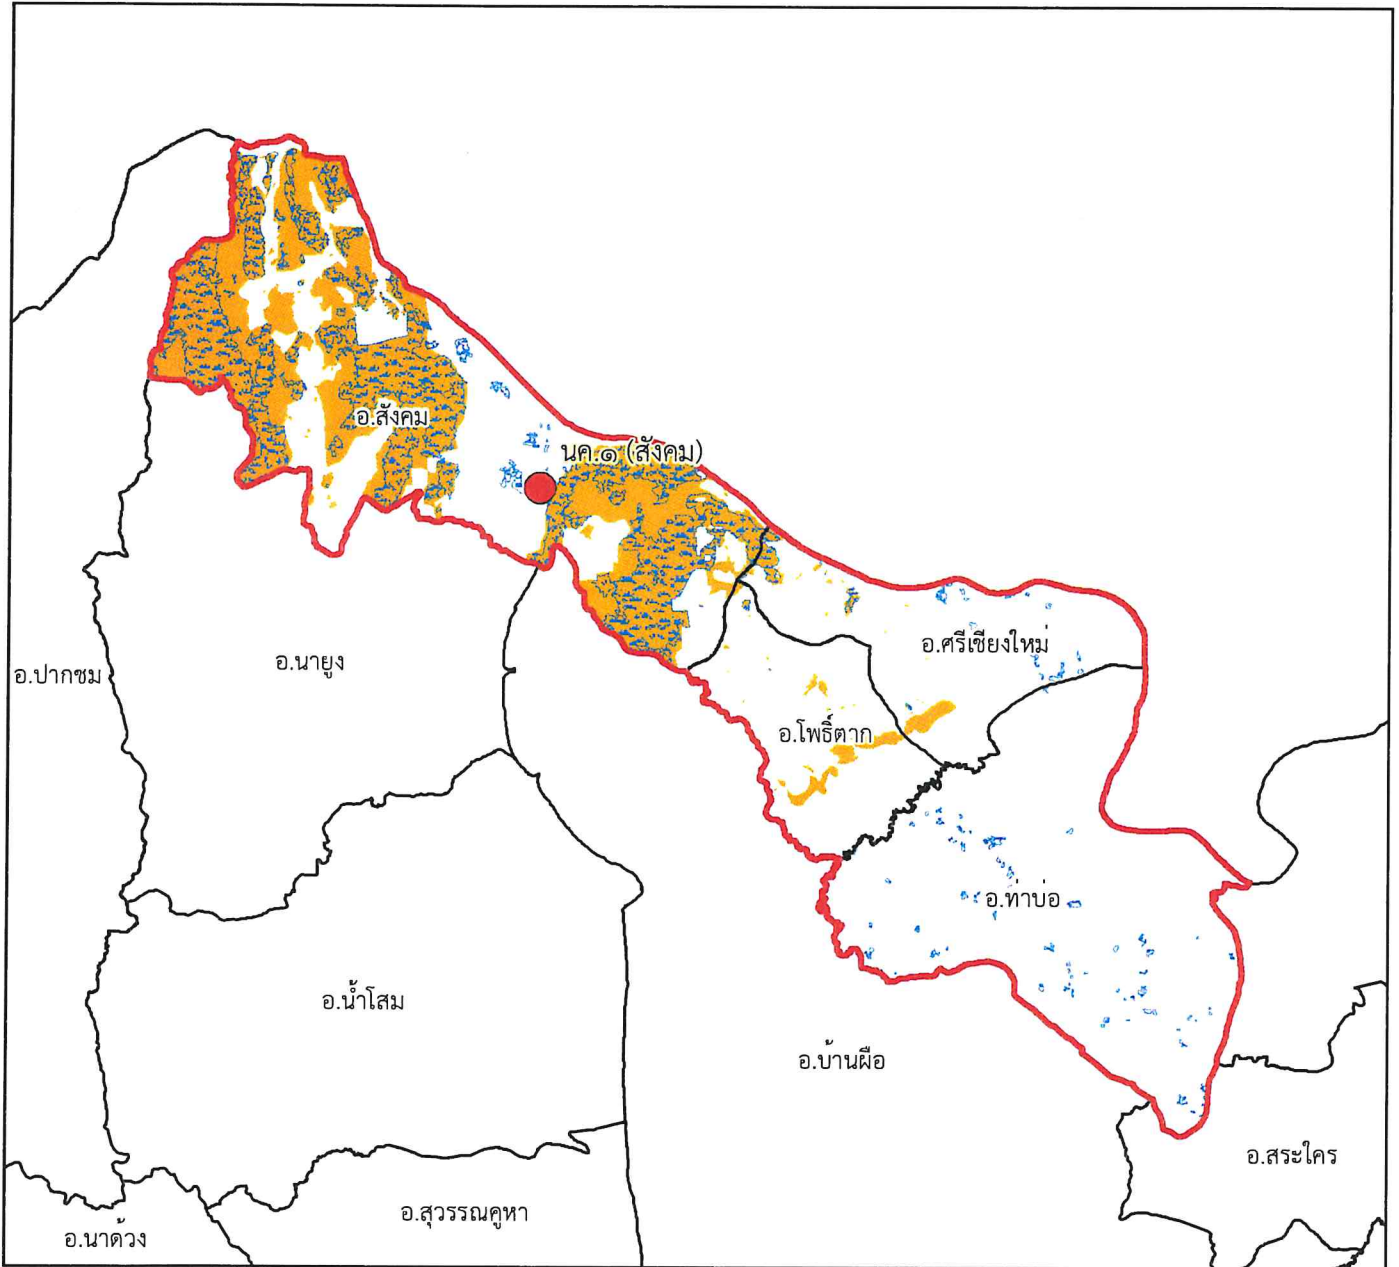 อ.สังคม
นค.๑ (สังคม)
อ.ศรีเชียงใหม่
อ.นายูง
อ.ปากชม
อ.โพธิ์ตาก
อ.ท่าบ่อ
อ.น้ำโสม
อ.บ้านผือ
อ.สระใคร
อ.สุวรรณคูหา
อ.นาด้วง